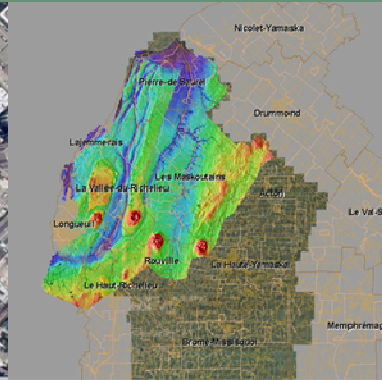 Nicolet-Yamaska
Pierre-de Saurel
Drummond
Lajemmerais
Les Maskoutains
La Vallée-du-Richelieu
Acton
Le Val-S
Longueuil
Rouville
La Haute-Yamaska
Le Haut-Richelieu
Memphrémag
Brome-Missisquoi